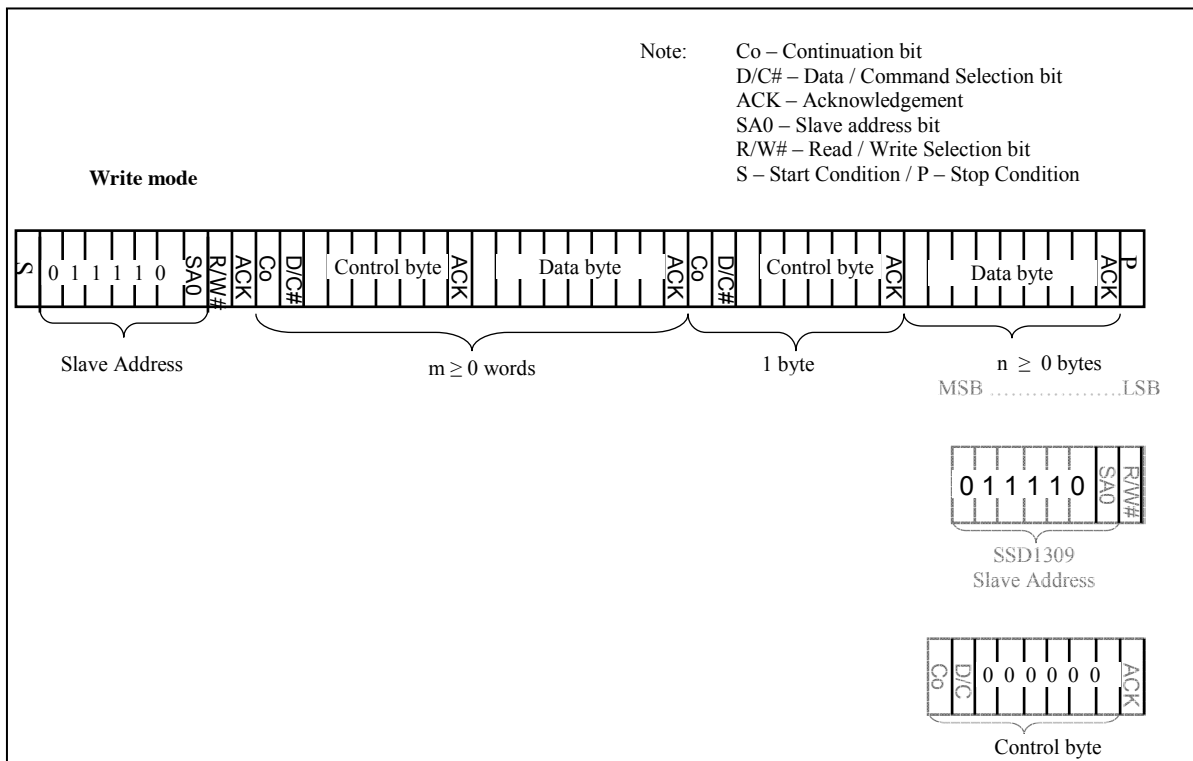 Note: Co – Continuation bit
D/C# – Data / Command Selection bit
ACK – Acknowledgement
SA0 – Slave address bit
R/W# – Read / Write Selection bit
S – Start Condition / P – Stop Condition
Write mode
S 0 1 1 1 1 0 SA0 R/W# ACK Co D/C# Control byte ACK Data byte ACK Co D/C# Control byte ACK Data byte ACK P
Slave Address m ≥ 0 words 1 byte n ≥ 0 bytes
MSB ....................LSB
0 1 1 1 1 0 SA0 R/W#
SSD1309
Slave Address
Co D/C 0 0 0 0 0 0 ACK
Control byte